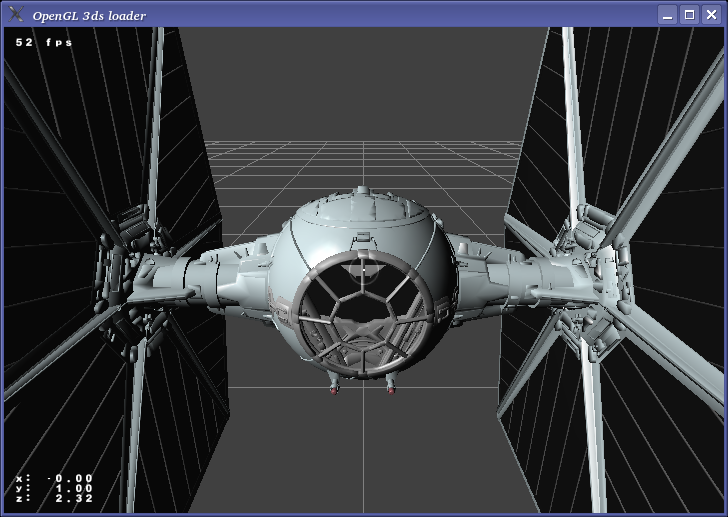 OpenGL 3ds loader
52 fps
x: -0.00
y: 1.00
z: 2.32